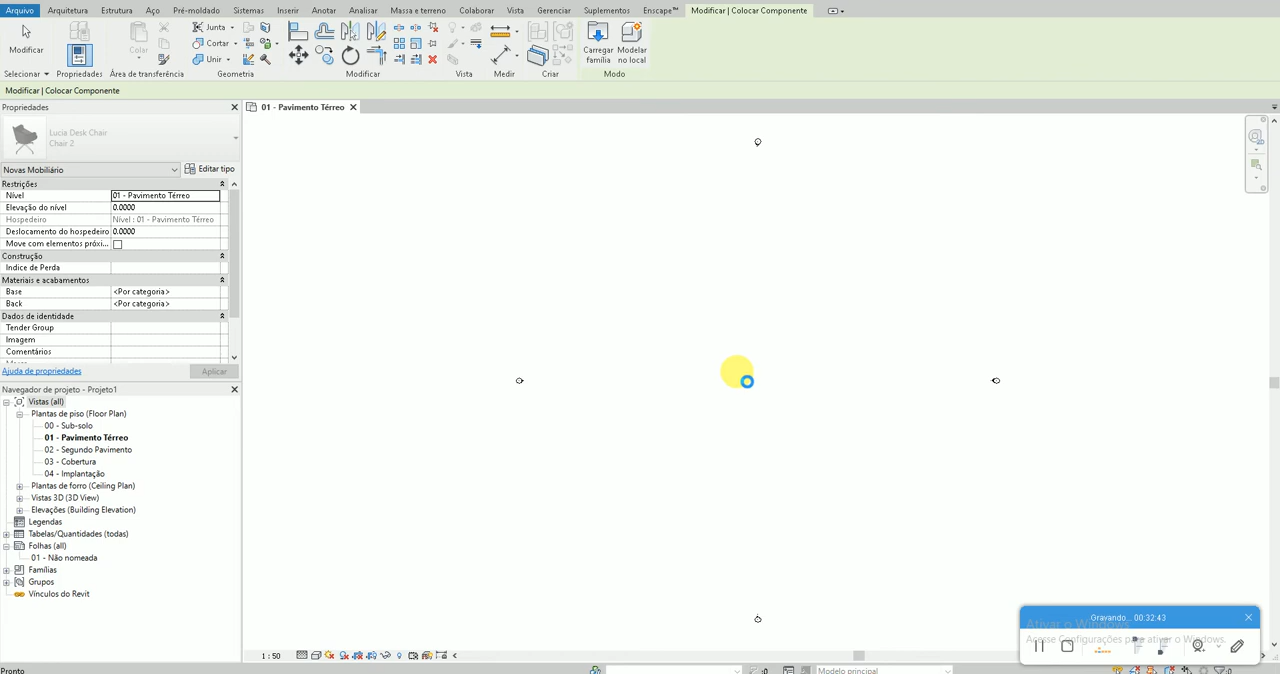 Arquivo Arquitetura Estrutura Aço Pré-moldado Sistemas Inserir Anotar Analisar Massa e terreno Colaborar Vista Gerenciar Suplementos Enscape™ Modificar | Colocar Componente
Modificar Colar Junta Cortar Unir Carregar família Modelar no local
Selecionar Propriedades Área de transferência Geometria Modificar Vista Medir Criar Modo
Modificar | Colocar Componente
Propriedades
01 - Pavimento Térreo
Lucia Desk Chair
Chair 2
Novas Mobiliário Editar tipo
Restrições
Nível 01 - Pavimento Térreo
Elevação do nível 0.0000
Hospedeiro Nível : 01 - Pavimento Térreo
Deslocamento do hospedeiro 0.0000
Move com elementos próxi...
Construção
Indice de Perda
Materiais e acabamentos
Base <Por categoria>
Back <Por categoria>
Dados de identidade
Tender Group
Imagem
Comentários
Ajuda de propriedades Aplicar
Navegador de projeto - Projeto1
Vistas (all)
Plantas de piso (Floor Plan)
00 - Sub-solo
01 - Pavimento Térreo
02 - Segundo Pavimento
03 - Cobertura
04 - Implantação
Plantas de forro (Ceiling Plan)
Vistas 3D (3D View)
Elevações (Building Elevation)
Legendas
Tabelas/Quantidades (todas)
Folhas (all)
01 - Não nomeada
Famílias
Grupos
Vínculos do Revit
Gravando... 00:32:43
Ativar o Windows
Acesse Configurações para ativar o Windows.
1 : 50
Pronto :0 Modelo principal :0